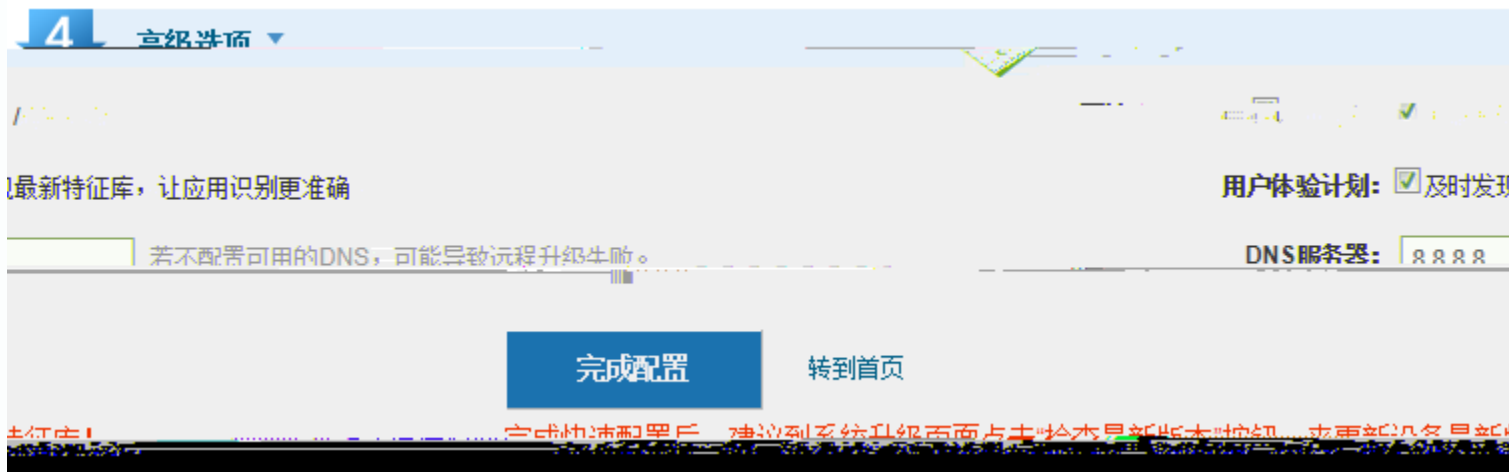 4 高级选项
用户体验计划： 及时发现
最新特征库，让应用识别更准确
DNS服务器： 8 8 8 8
若不配置可用的DNS，可能导致远程升级失败。
完成配置 转到首页
完成快速配置后，建议到系统升级页面点击“检查最新版本”按钮，来更新设备最新
特征库！